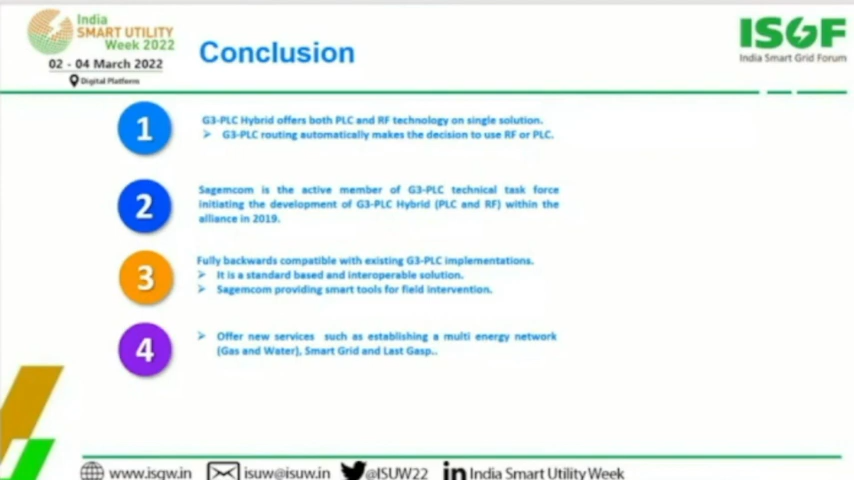 India
SMART UTILITY
Week 2022
02 - 04 March 2022
Digital Platform
Conclusion
ISGF
India Smart Grid Forum
1
G3-PLC Hybrid offers both PLC and RF technology on single solution.
➢ G3-PLC routing automatically makes the decision to use RF or PLC.
2
Sagemcom is the active member of G3-PLC technical task force
initiating the development of G3-PLC Hybrid (PLC and RF) within the
alliance in 2019.
3
Fully backwards compatible with existing G3-PLC implementations.
➢ It is a standard based and interoperable solution.
➢ Sagemcom providing smart tools for field intervention.
4
➢ Offer new services such as establishing a multi energy network
(Gas and Water), Smart Grid and Last Gasp..
www.isgw.in isuw@isuw.in @ISUW22 in India Smart Utility Week